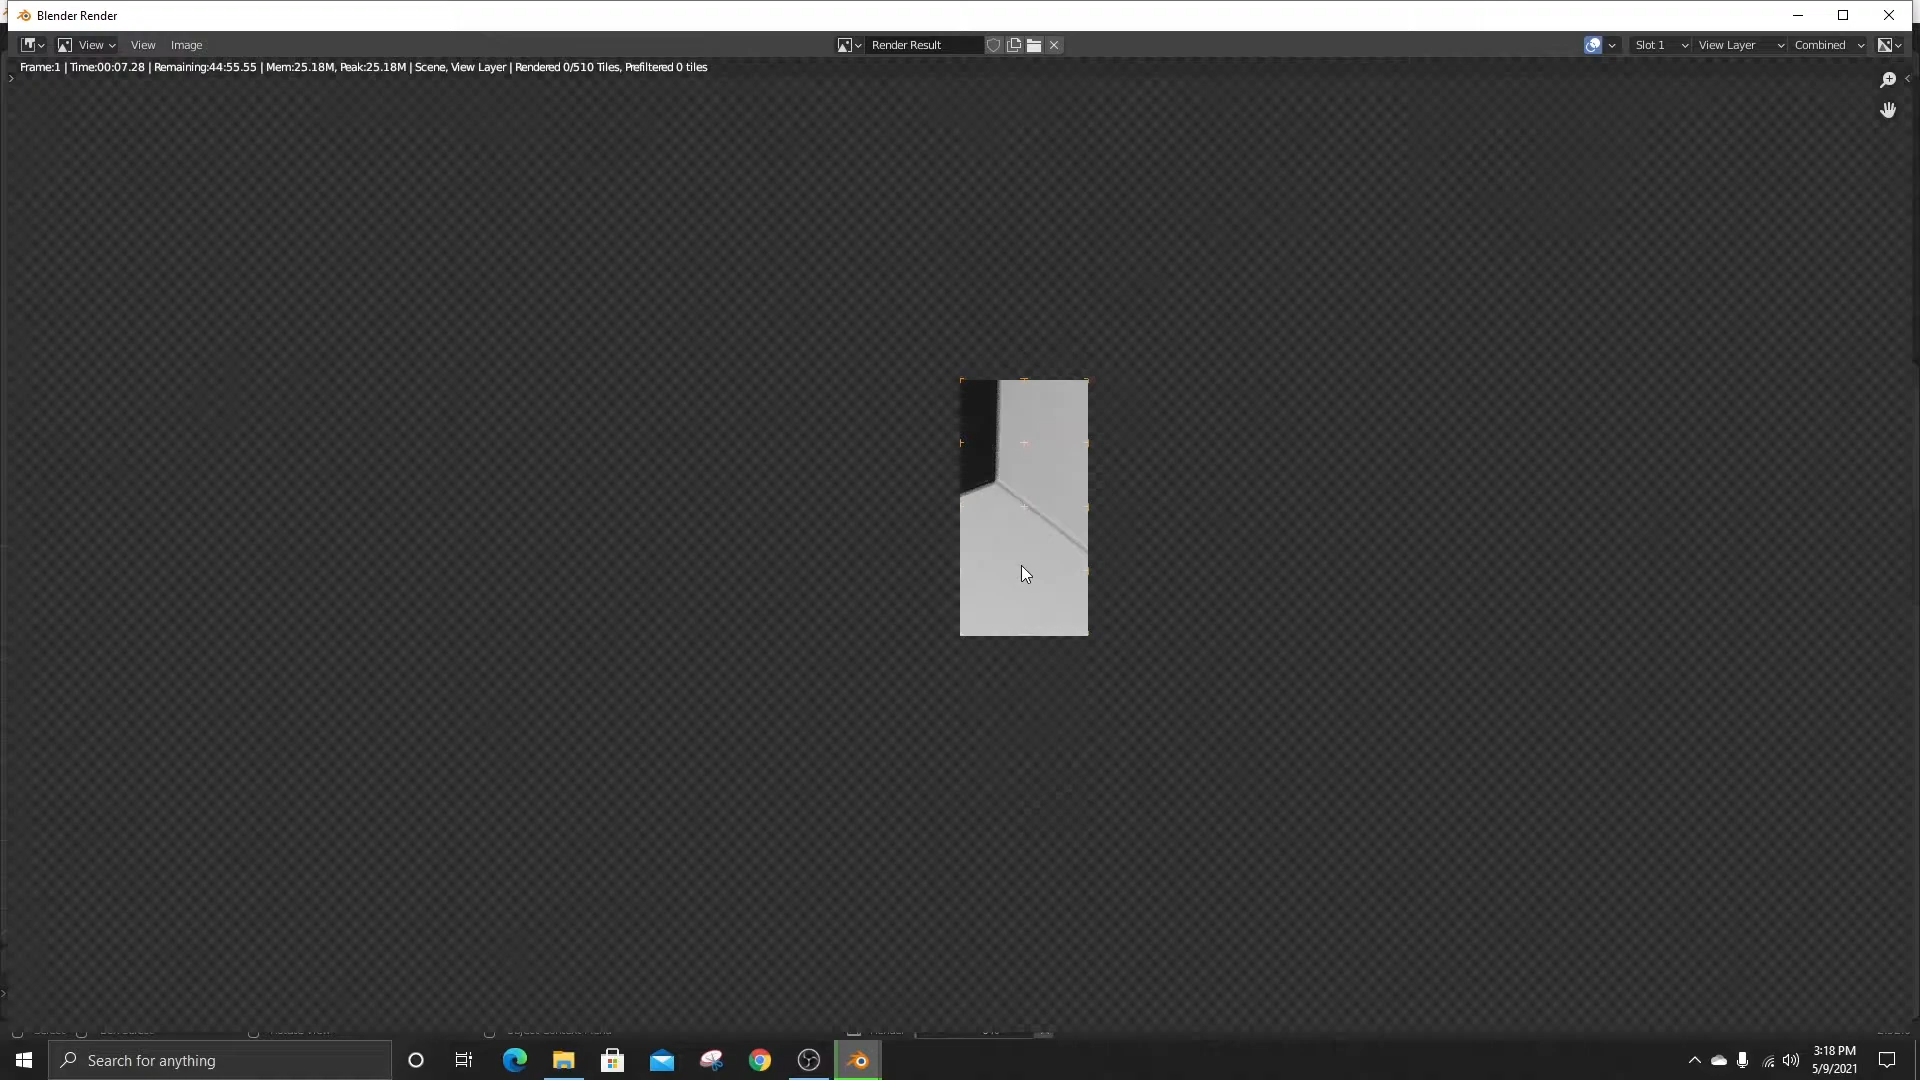 Blender Render
View View Image Render Result Slot 1 View Layer Combined
Frame:1 | Time:00:07.28 | Remaining:44:55.55 | Mem:25.18M, Peak:25.18M | Scene, View Layer | Rendered 0/510 Tiles, Prefiltered 0 tiles
Search for anything
3:18 PM
5/9/2021